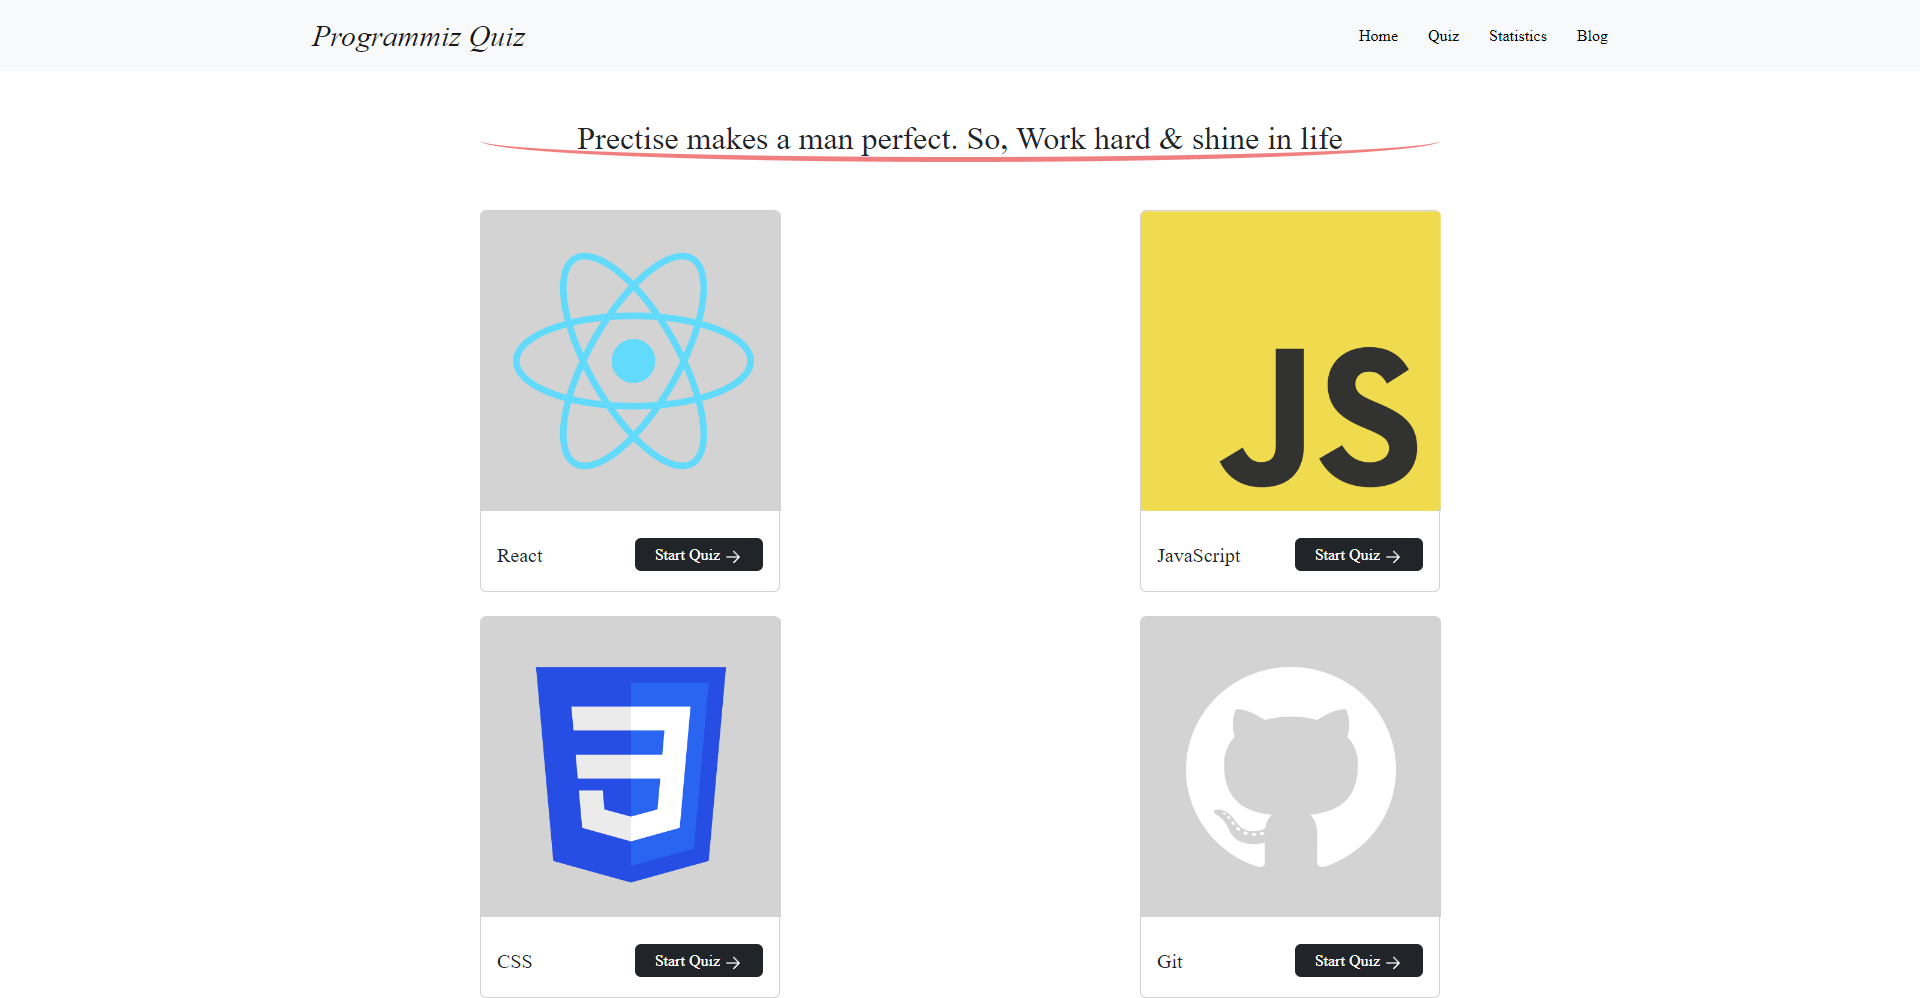 Programmiz Quiz
Home Quiz Statistics Blog
Prectise makes a man perfect. So, Work hard & shine in life
JS
React Start Quiz →
JavaScript Start Quiz →
CSS Start Quiz →
Git Start Quiz →